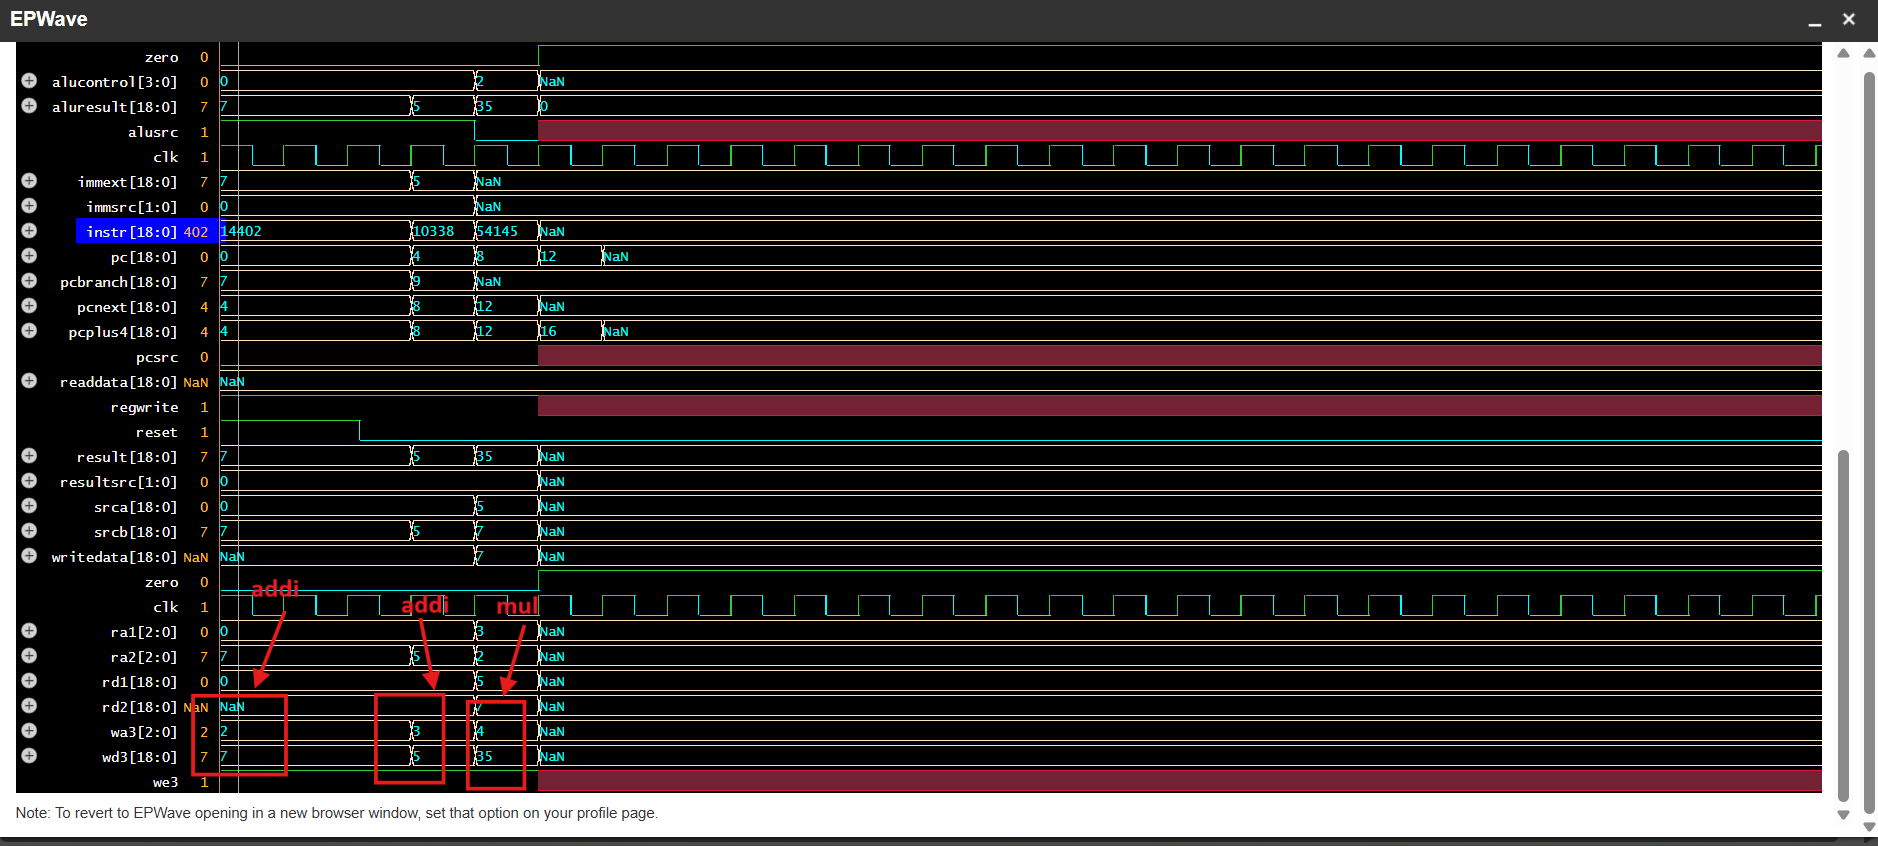 EPWave
zero 0
alucontrol[3:0] 0 0 2 NaN
aluresult[18:0] 7 7 5 35 0
alusrc 1
clk 1
immext[18:0] 7 7 5 NaN
immsrc[1:0] 0 0 NaN
instr[18:0] 402 14402 10338 54145 NaN
pc[18:0] 0 0 4 8 12 NaN
pcbranch[18:0] 7 7 9 NaN
pcnext[18:0] 4 4 8 12 NaN
pcplus4[18:0] 4 4 8 12 16 NaN
pcsrc 0
readdata[18:0] NaN NaN
regwrite 1
reset 1
result[18:0] 7 7 5 35 NaN
resultsrc[1:0] 0 0 NaN
srca[18:0] 0 0 5 NaN
srcb[18:0] 7 7 5 7 NaN
writedata[18:0] NaN NaN 7 NaN
zero 0
addi
clk 1
addi mul
ra1[2:0] 0 0 3 NaN
ra2[2:0] 7 7 5 2 NaN
rd1[18:0] 0 0 5 NaN
rd2[18:0] NaN NaN 7 NaN
wa3[2:0] 2 2 3 4 NaN
wd3[18:0] 7 7 5 35 NaN
we3 1
Note: To revert to EPWave opening in a new browser window, set that option on your profile page.